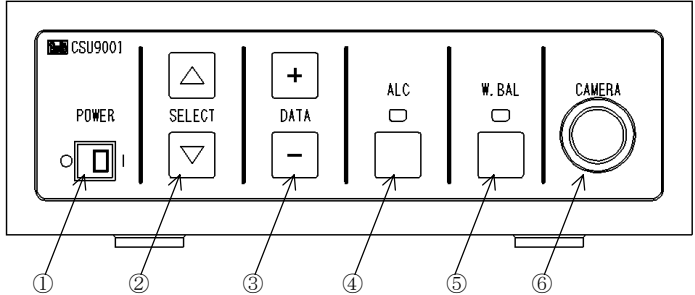 CSU9001
POWER
SELECT
DATA
ALC
W.BAL
CAMERA
+
−
○ |
① ② ③ ④ ⑤ ⑥